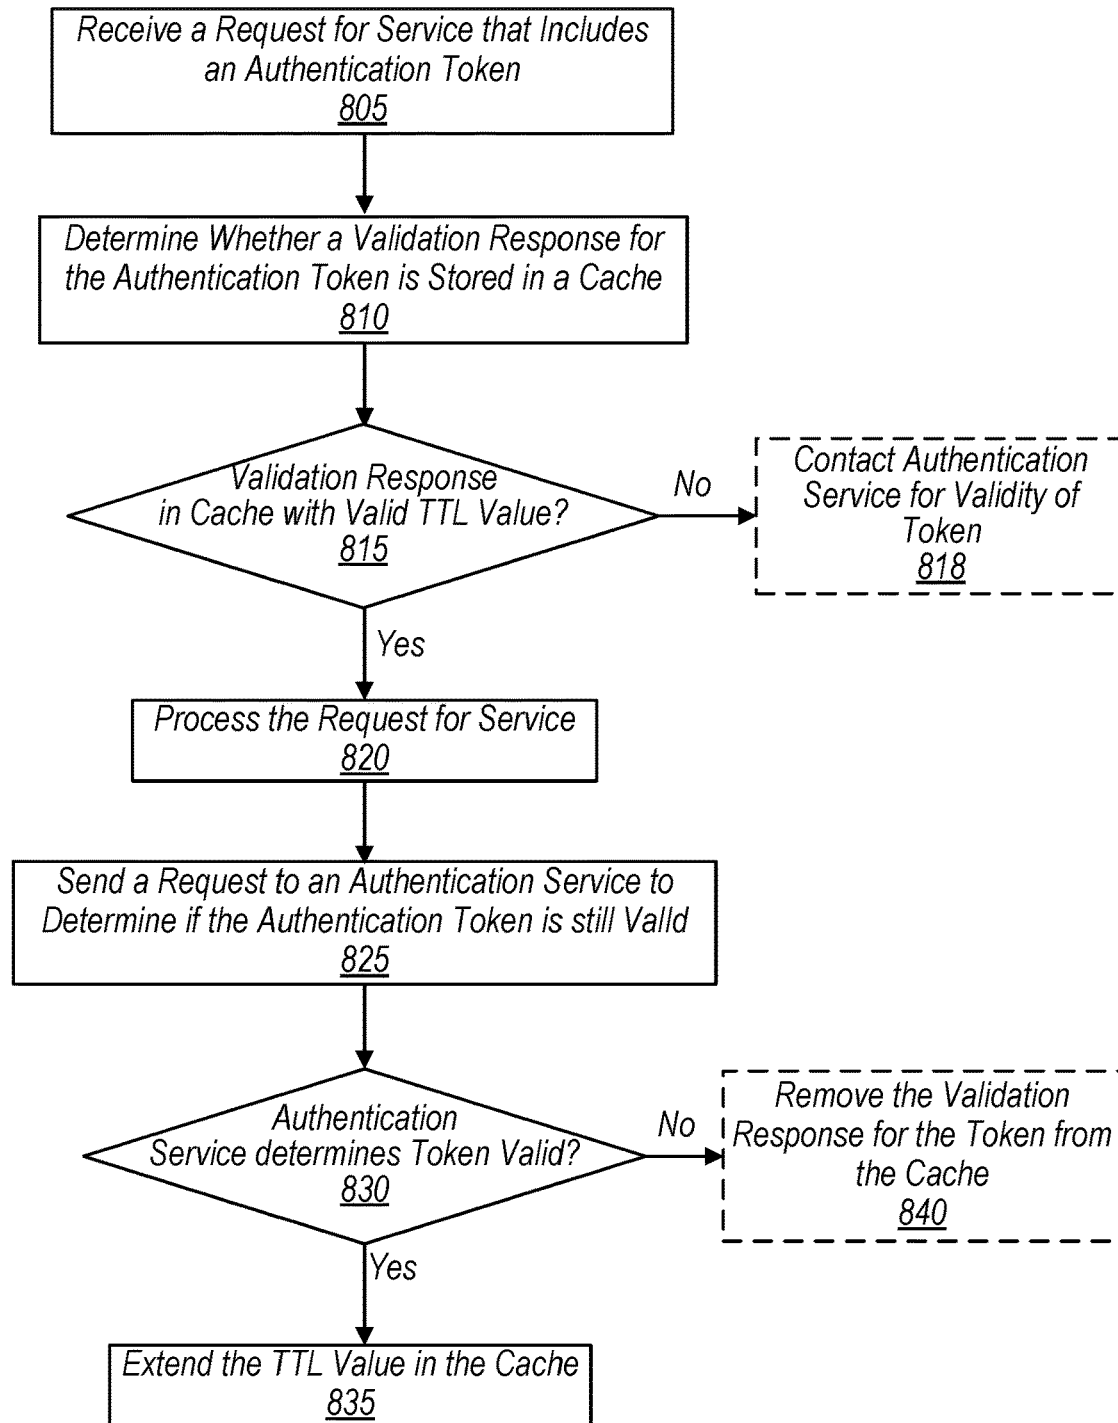 Receive a Request for Service that Includes
an Authentication Token
805
Determine Whether a Validation Response for
the Authentication Token is Stored in a Cache
810
Validation Response
in Cache with Valid TTL Value?
815
No
Contact Authentication
Service for Validity of
Token
818
Yes
Process the Request for Service
820
Send a Request to an Authentication Service to
Determine if the Authentication Token is still Valld
825
Authentication
Service determines Token Valid?
830
No
Remove the Validation
Response for the Token from
the Cache
840
Yes
Extend the TTL Value in the Cache
835